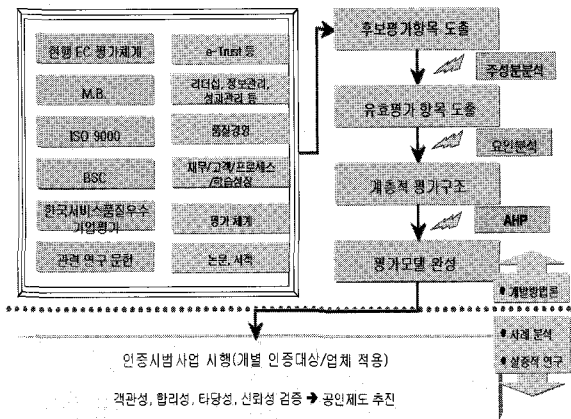 현행 EC 평가체계
e-Trust 등
M.B.
리더십, 정보관리,
성과관리 등
ISO 9000
품질경영
BSC
재무/고객/프로세스
/학습성장
한국서비스품질우수
기업평가
평가 체계
관련 연구 문헌
논문, 서적
후보평가항목 도출
주성분분석
유효평가 항목 도출
요인분석
계층적 평가구조
AHP
평가모델 완성
개발방법론
사례 분석
실증적 연구
인증시범사업 시행(개별 인증대상/업체 적용)
객관성, 합리성, 타당성, 신뢰성 검증 ➔ 공인제도 추진